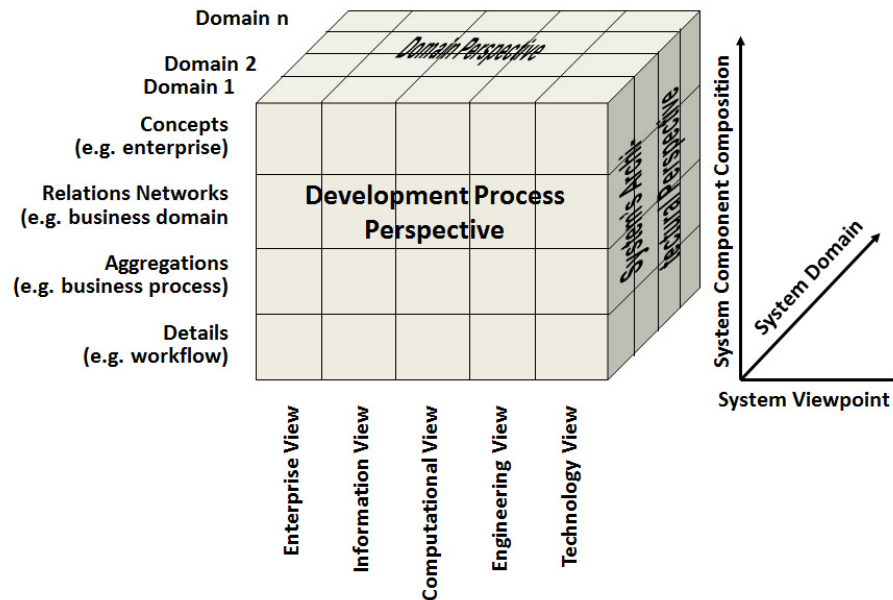 Domain n
Domain 2
Domain 1
Domain Perspective
Concepts
(e.g. enterprise)
Relations Networks
(e.g. business domain
Aggregations
(e.g. business process)
Details
(e.g. workflow)
Development Process
Perspective
System's Archi-
tectural Perspective
System Component Composition
System Domain
System Viewpoint
Enterprise View
Information View
Computational View
Engineering View
Technology View